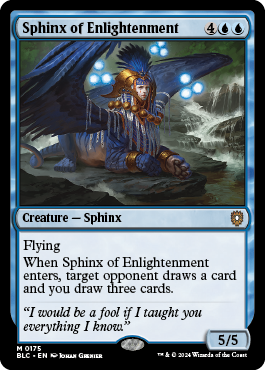 Sphinx of Enlightenment 4
Creature — Sphinx
Flying
When Sphinx of Enlightenment
enters, target opponent draws a card
and you draw three cards.
“I would be a fool if I taught you
everything I know.”
5/5
M 0175
BLC • EN Johan Grenier
™ & © 2024 Wizards of the Coast